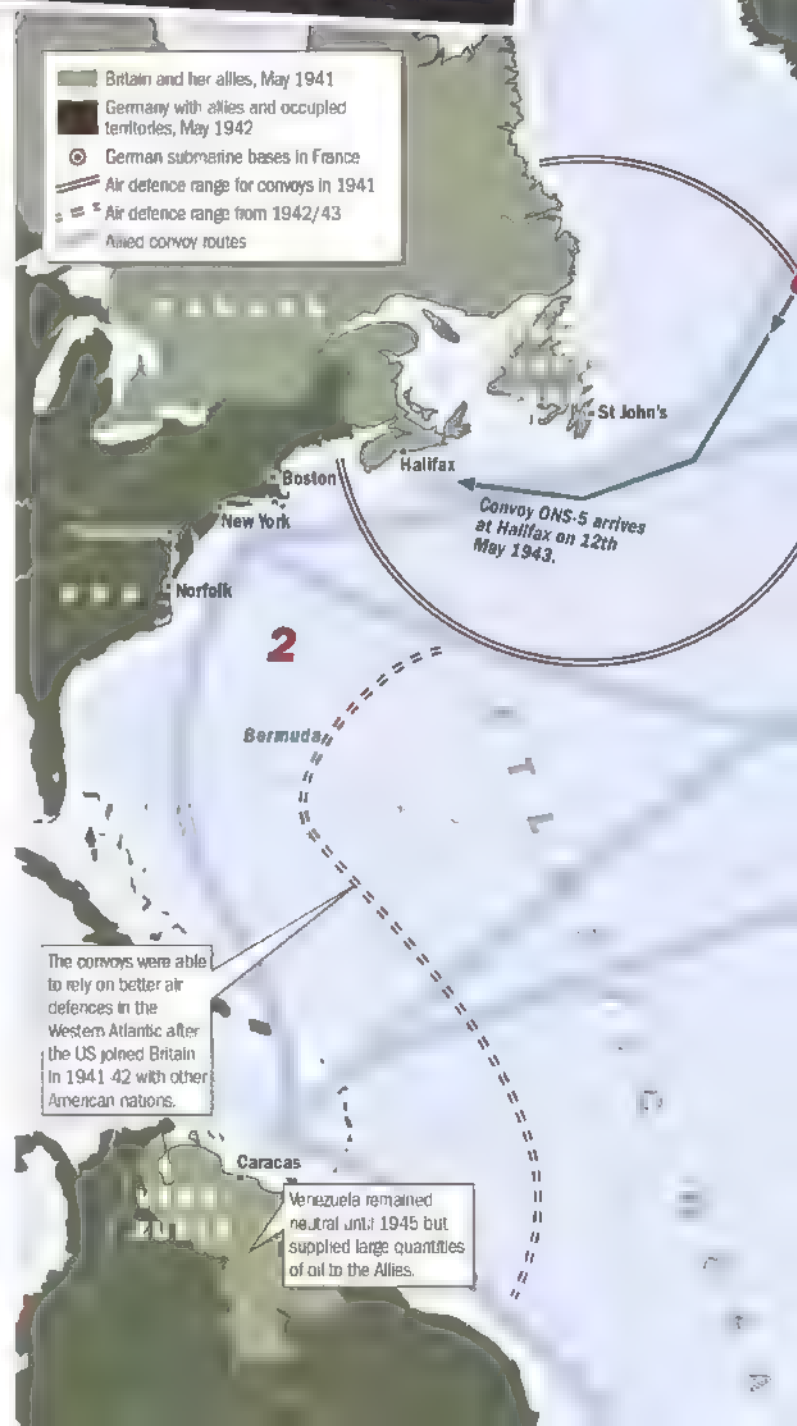 Britain and her allies, May 1941
Germany with allies and occupied
territories, May 1942
German submarine bases in France
Air defence range for convoys in 1941
Air defence range from 1942/43
Allied convoy routes
St John's
Halifax
Boston
New York
Norfolk
Convoy ONS-5 arrives
at Halifax on 12th
May 1943.
2
Bermuda
T
L
The convoys were able
to rely on better air
defences in the
Western Atlantic after
the US joined Britain
in 1941-42 with other
American nations.
Caracas
Venezuela remained
neutral until 1945 but
supplied large quantities
of oil to the Allies.